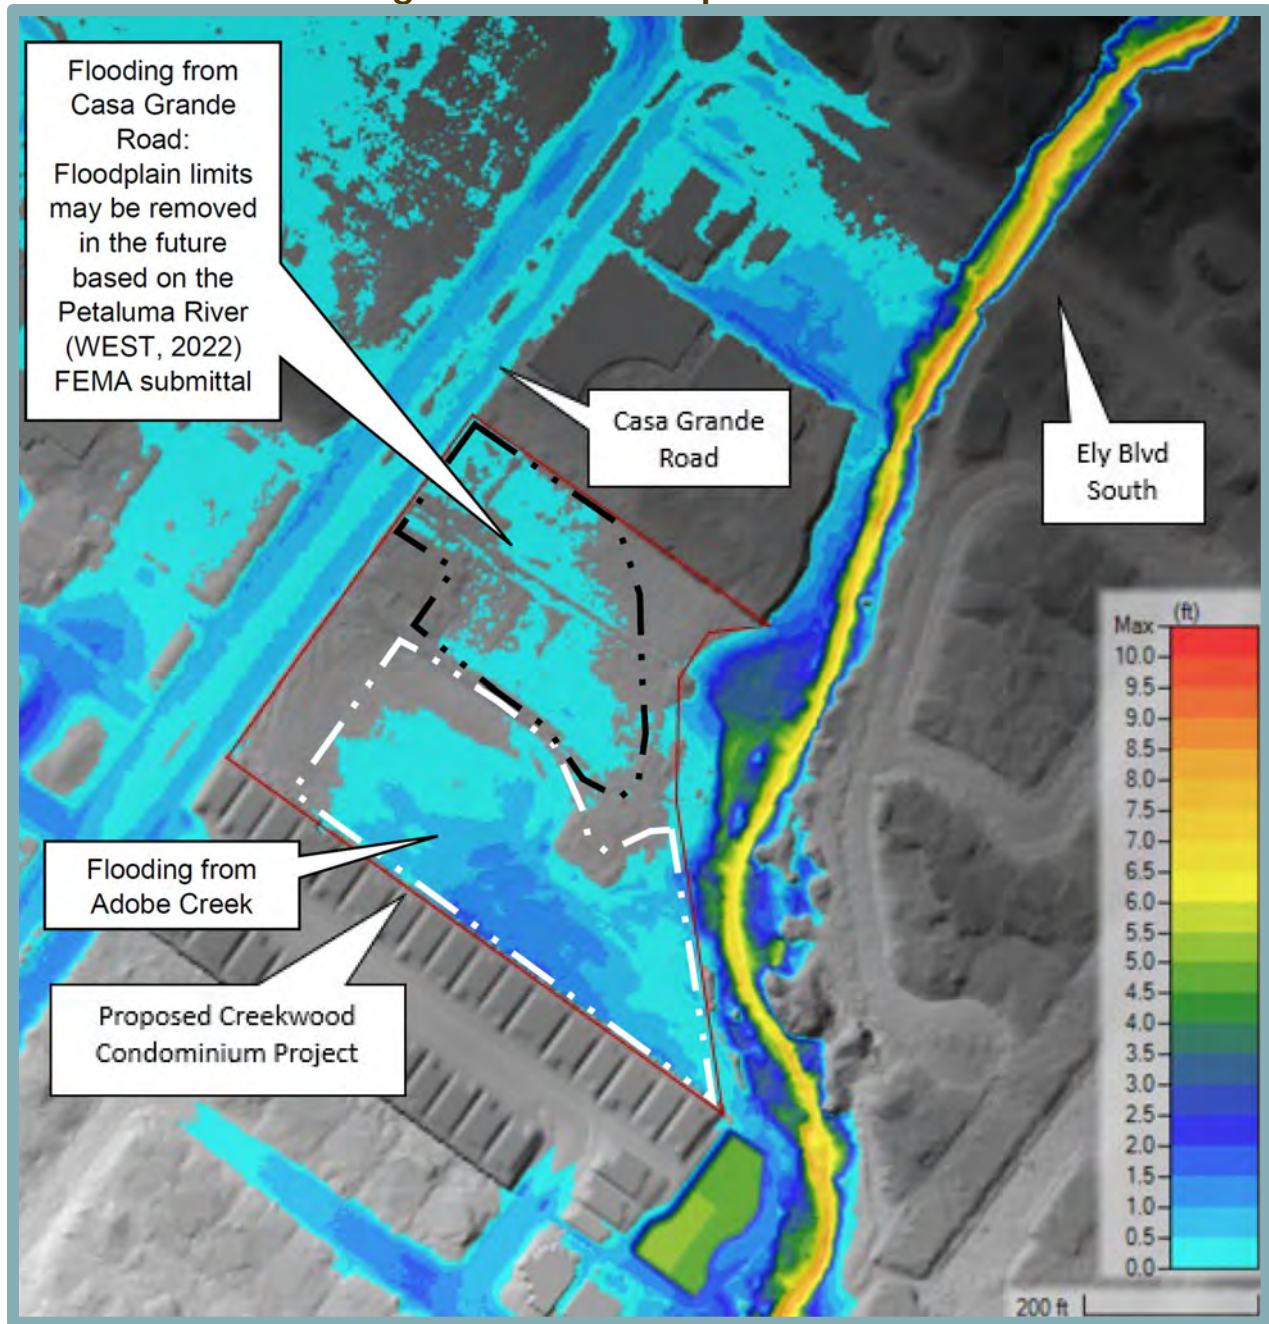 Flooding from
Casa Grande
Road:
Floodplain limits
may be removed
in the future
based on the
Petaluma River
(WEST, 2022)
FEMA submittal
Casa Grande
Road
Ely Blvd
South
Flooding from
Adobe Creek
Proposed Creekwood
Condominium Project
(ft)
Max
10.0
9.5
9.0
8.5
8.0
7.5
7.0
6.5
6.0
5.5
5.0
4.5
4.0
3.5
3.0
2.5
2.0
1.5
1.0
0.5
0.0
200 ft